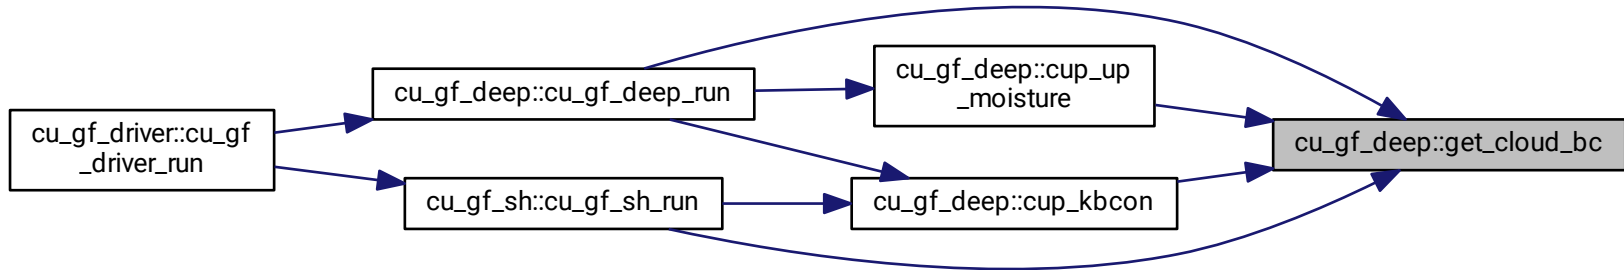 cu_gf_driver::cu_gf
_driver_run
cu_gf_deep::cu_gf_deep_run
cu_gf_sh::cu_gf_sh_run
cu_gf_deep::cup_up
_moisture
cu_gf_deep::cup_kbcon
cu_gf_deep::get_cloud_bc